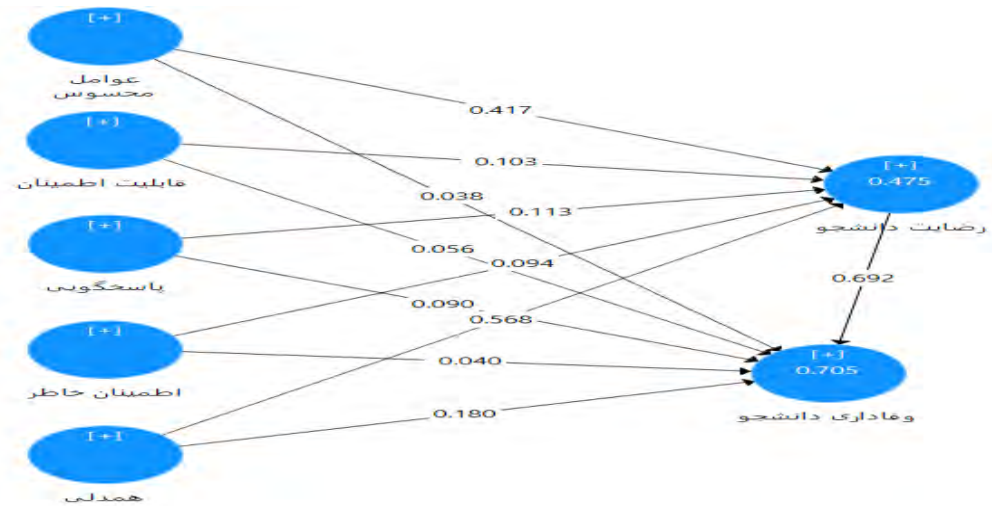 [+]
عوامل
محسوس
[+]
قابلیت اطمینان
[+]
پاسخگویی
[+]
اطمینان خاطر
[+]
همدلی
0.417
0.103
0.038
0.113
0.056
0.094
0.090
0.568
0.040
0.180
[+]
0.475
رضایت دانشجو
0.692
[+]
0.705
وفاداری دانشجو